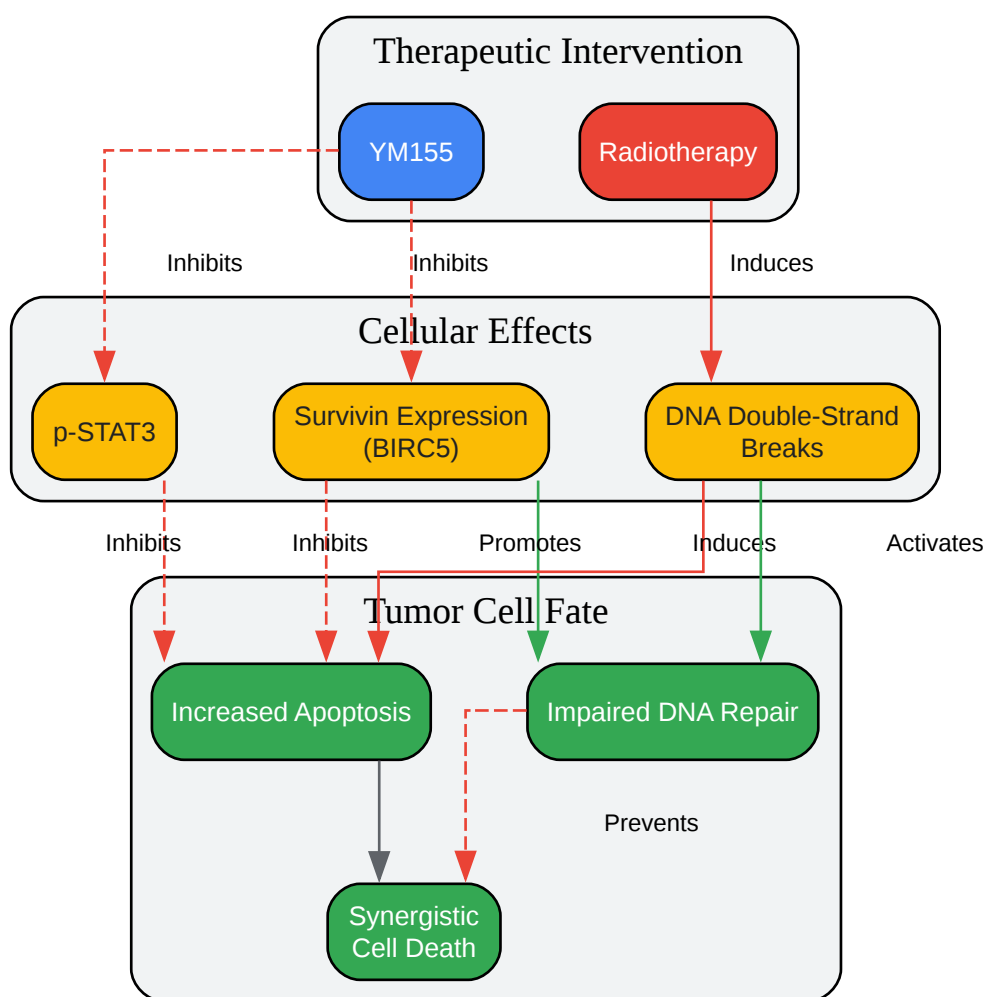 Therapeutic Intervention
YM155
Radiotherapy
Inhibits
Inhibits
Induces
Cellular Effects
p-STAT3
Survivin Expression
(BIRC5)
DNA Double-Strand
Breaks
Inhibits
Inhibits
Promotes
Induces
Activates
Tumor Cell Fate
Increased Apoptosis
Impaired DNA Repair
Prevents
Synergistic
Cell Death